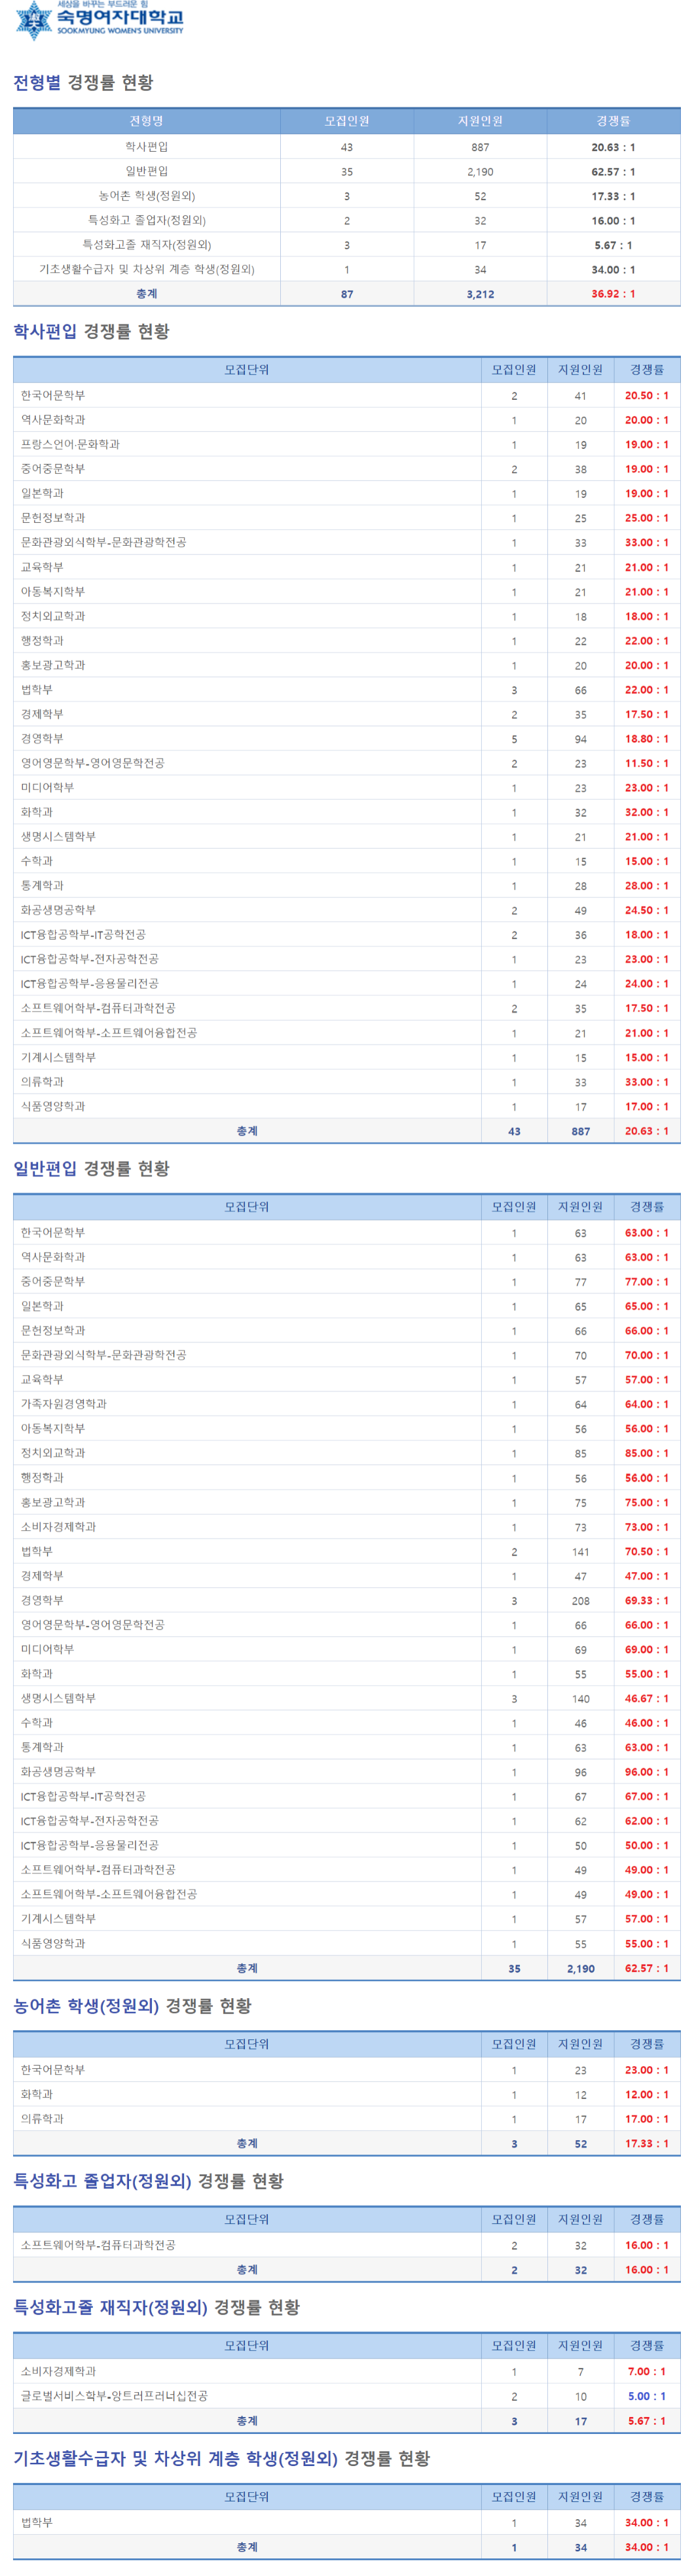 세상을 바꾸는 부드러운 힘
숙명여자대학교
SOOKMYUNG WOMEN'S UNIVERSITY
전형별 경쟁률 현황
전형명 모집인원 지원인원 경쟁률
학사편입 43 887 20.63 : 1
일반편입 35 2,190 62.57 : 1
농어촌 학생(정원외) 3 52 17.33 : 1
특성화고 졸업자(정원외) 2 32 16.00 : 1
특성화고졸 재직자(정원외) 3 17 5.67 : 1
기초생활수급자 및 차상위 계층 학생(정원외) 1 34 34.00 : 1
총계 87 3,212 36.92 : 1
학사편입 경쟁률 현황
모집단위 모집인원 지원인원 경쟁률
한국어문학부 2 41 20.50 : 1
역사문화학과 1 20 20.00 : 1
프랑스언어·문화학과 1 19 19.00 : 1
중어중문학부 2 38 19.00 : 1
일본학과 1 19 19.00 : 1
문헌정보학과 1 25 25.00 : 1
문화관광외식학부-문화관광학전공 1 33 33.00 : 1
교육학부 1 21 21.00 : 1
아동복지학부 1 21 21.00 : 1
정치외교학과 1 18 18.00 : 1
행정학과 1 22 22.00 : 1
홍보광고학과 1 20 20.00 : 1
법학부 3 66 22.00 : 1
경제학부 2 35 17.50 : 1
경영학부 5 94 18.80 : 1
영어영문학부-영어영문학전공 2 23 11.50 : 1
미디어학부 1 23 23.00 : 1
화학과 1 32 32.00 : 1
생명시스템학부 1 21 21.00 : 1
수학과 1 15 15.00 : 1
통계학과 1 28 28.00 : 1
화공생명공학부 2 49 24.50 : 1
ICT융합공학부-IT공학전공 2 36 18.00 : 1
ICT융합공학부-전자공학전공 1 23 23.00 : 1
ICT융합공학부-응용물리전공 1 24 24.00 : 1
소프트웨어학부-컴퓨터과학전공 2 35 17.50 : 1
소프트웨어학부-소프트웨어융합전공 1 21 21.00 : 1
기계시스템학부 1 15 15.00 : 1
의류학과 1 33 33.00 : 1
식품영양학과 1 17 17.00 : 1
총계 43 887 20.63 : 1
일반편입 경쟁률 현황
모집단위 모집인원 지원인원 경쟁률
한국어문학부 1 63 63.00 : 1
역사문화학과 1 63 63.00 : 1
중어중문학부 1 77 77.00 : 1
일본학과 1 65 65.00 : 1
문헌정보학과 1 66 66.00 : 1
문화관광외식학부-문화관광학전공 1 70 70.00 : 1
교육학부 1 57 57.00 : 1
가족자원경영학과 1 64 64.00 : 1
아동복지학부 1 56 56.00 : 1
정치외교학과 1 85 85.00 : 1
행정학과 1 56 56.00 : 1
홍보광고학과 1 75 75.00 : 1
소비자경제학과 1 73 73.00 : 1
법학부 2 141 70.50 : 1
경제학부 1 47 47.00 : 1
경영학부 3 208 69.33 : 1
영어영문학부-영어영문학전공 1 66 66.00 : 1
미디어학부 1 69 69.00 : 1
화학과 1 55 55.00 : 1
생명시스템학부 3 140 46.67 : 1
수학과 1 46 46.00 : 1
통계학과 1 63 63.00 : 1
화공생명공학부 1 96 96.00 : 1
ICT융합공학부-IT공학전공 1 67 67.00 : 1
ICT융합공학부-전자공학전공 1 62 62.00 : 1
ICT융합공학부-응용물리전공 1 50 50.00 : 1
소프트웨어학부-컴퓨터과학전공 1 49 49.00 : 1
소프트웨어학부-소프트웨어융합전공 1 49 49.00 : 1
기계시스템학부 1 57 57.00 : 1
식품영양학과 1 55 55.00 : 1
총계 35 2,190 62.57 : 1
농어촌 학생(정원외) 경쟁률 현황
모집단위 모집인원 지원인원 경쟁률
한국어문학부 1 23 23.00 : 1
화학과 1 12 12.00 : 1
의류학과 1 17 17.00 : 1
총계 3 52 17.33 : 1
특성화고 졸업자(정원외) 경쟁률 현황
모집단위 모집인원 지원인원 경쟁률
소프트웨어학부-컴퓨터과학전공 2 32 16.00 : 1
총계 2 32 16.00 : 1
특성화고졸 재직자(정원외) 경쟁률 현황
모집단위 모집인원 지원인원 경쟁률
소비자경제학과 1 7 7.00 : 1
글로벌서비스학부-앙트러프러너십전공 2 10 5.00 : 1
총계 3 17 5.67 : 1
기초생활수급자 및 차상위 계층 학생(정원외) 경쟁률 현황
모집단위 모집인원 지원인원 경쟁률
법학부 1 34 34.00 : 1
총계 1 34 34.00 : 1